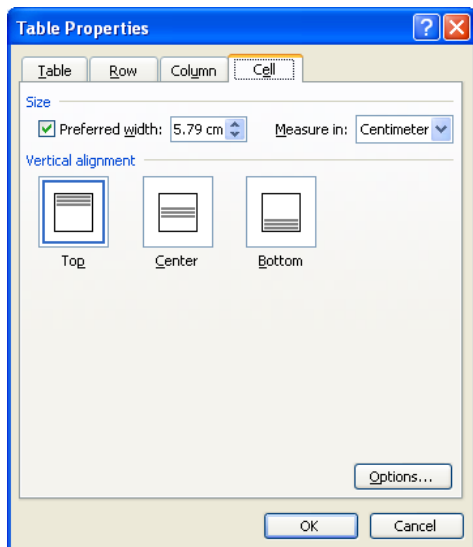 Table Properties
Table Row Column Cell
Size
Preferred width: 5.79 cm Measure in: Centimeter
Vertical alignment
Top Center Bottom
Options...
OK Cancel